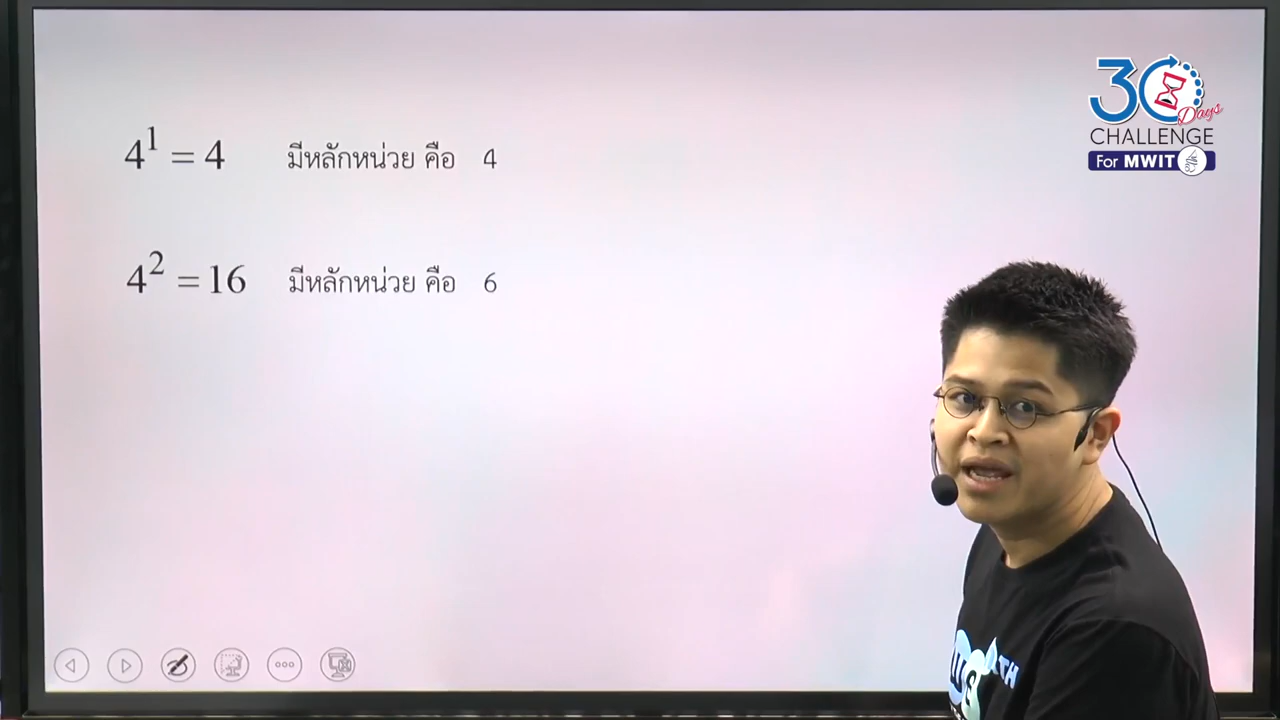 30
Days
CHALLENGE
For MWIT
4¹ = 4 มีหลักหน่วย คือ 4
4² = 16 มีหลักหน่วย คือ 6